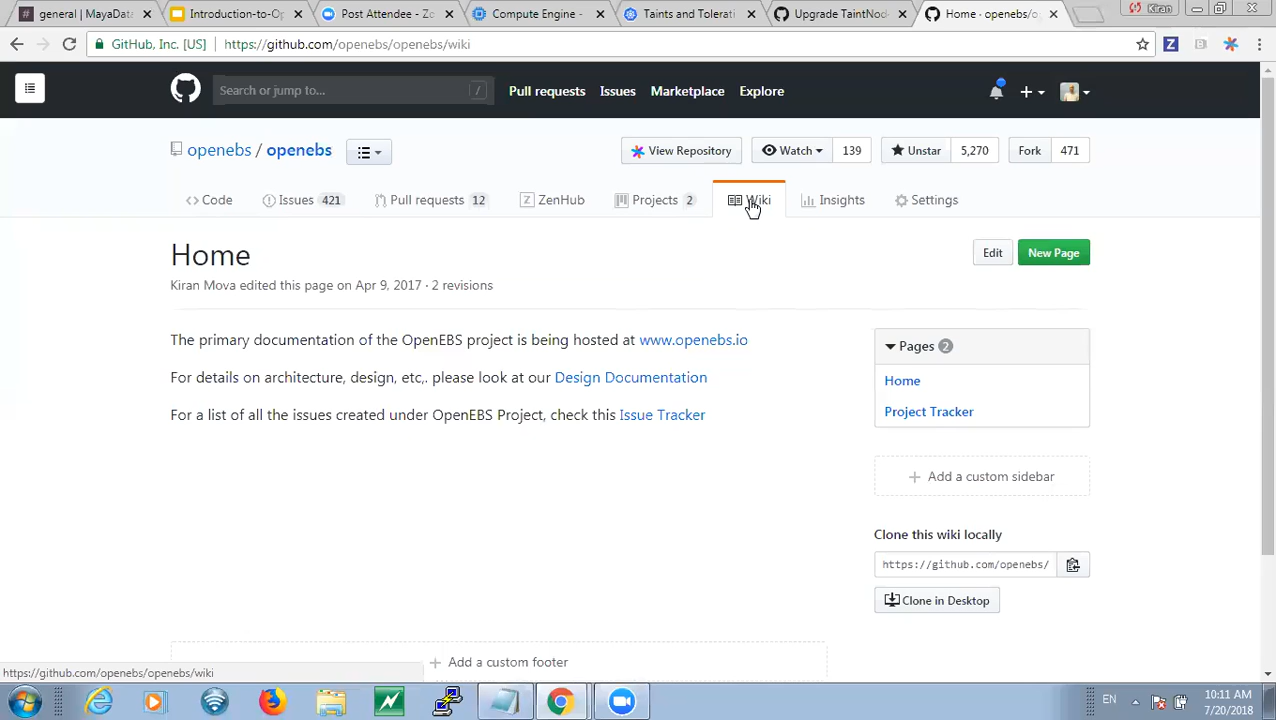 general | MayaData
Introduction-to-Op
Post Attendee - Zo
Compute Engine -
Taints and Tolerat
Upgrade TaintNod
Home · openebs/o
Kiran
GitHub, Inc. [US]
https://github.com/openebs/openebs/wiki
Search or jump to...
/
Pull requests
Issues
Marketplace
Explore
openebs / openebs
View Repository
Watch
139
Unstar
5,270
Fork
471
Code
Issues 421
Pull requests 12
ZenHub
Projects 2
Wiki
Insights
Settings
Home
Edit
New Page
Kiran Mova edited this page on Apr 9, 2017 · 2 revisions
The primary documentation of the OpenEBS project is being hosted at www.openebs.io
For details on architecture, design, etc,. please look at our Design Documentation
For a list of all the issues created under OpenEBS Project, check this Issue Tracker
Pages 2
Home
Project Tracker
Add a custom sidebar
Clone this wiki locally
https://github.com/openebs/
Clone in Desktop
Add a custom footer
https://github.com/openebs/openebs/wiki
EN
10:11 AM
7/20/2018